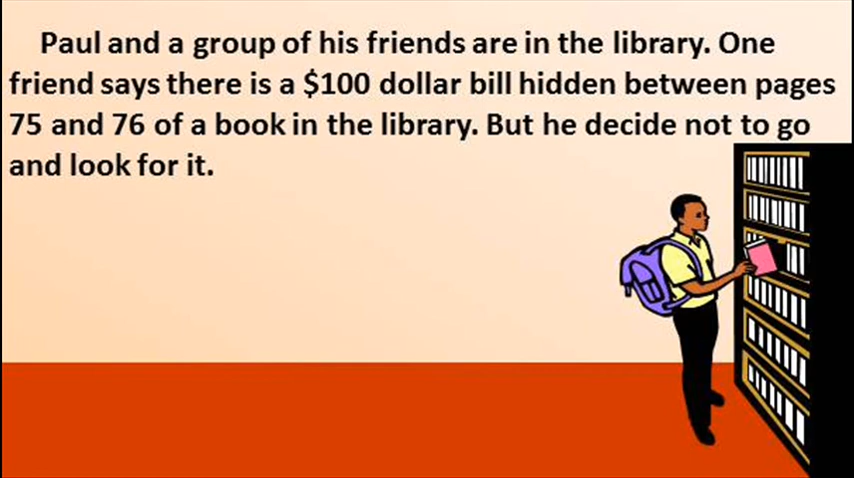 Paul and a group of his friends are in the library. One
friend says there is a $100 dollar bill hidden between pages
75 and 76 of a book in the library. But he decide not to go
and look for it.